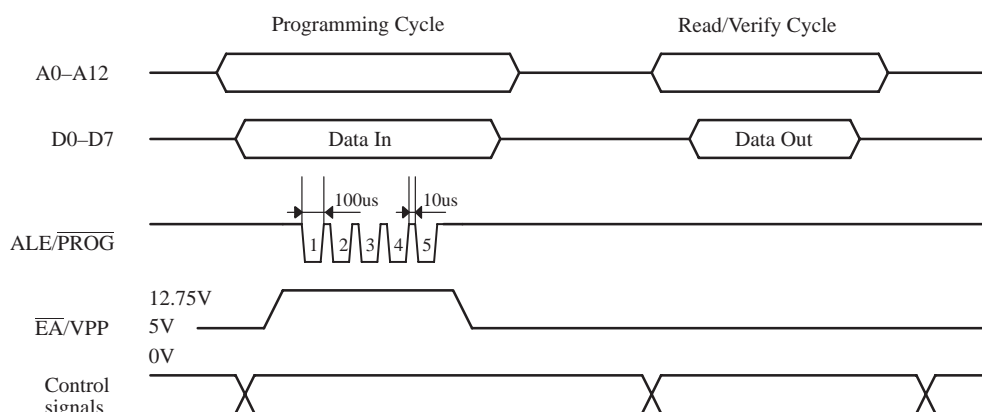 Programming Cycle Read/Verify Cycle
A0–A12
D0–D7 Data In Data Out
100us 10us
ALE/PROG 1 2 3 4 5
12.75V
EA/VPP 5V
0V
Control
signals